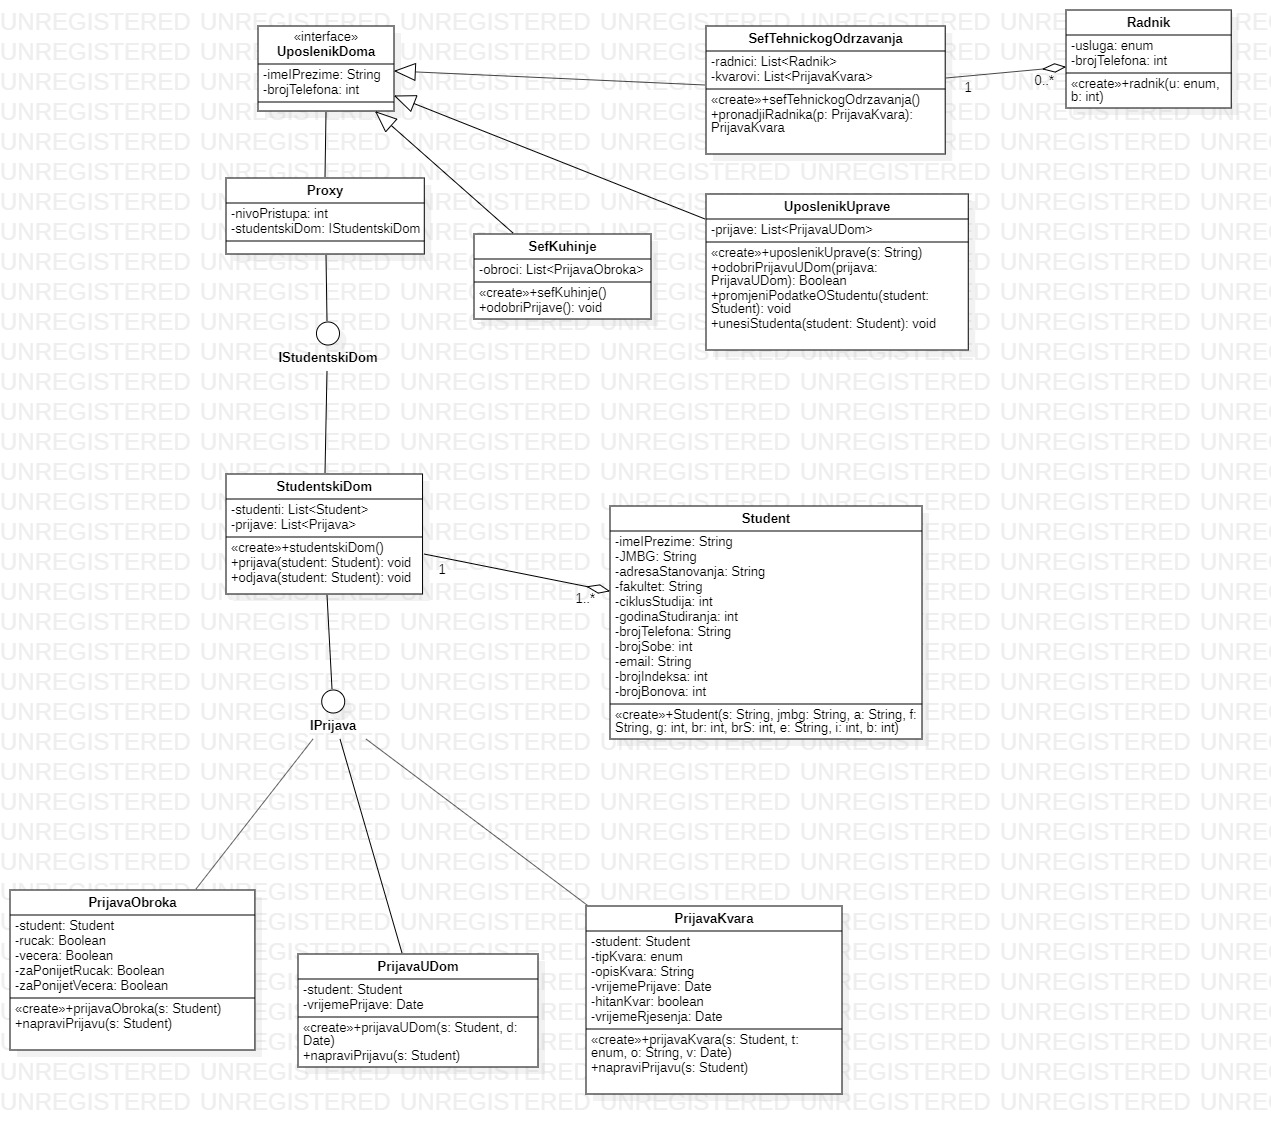 «interface»
UposlenikDoma
-imeIPrezime: String
-brojTelefona: int
SefTehnickogOdrzavanja
-radnici: List<Radnik>
-kvarovi: List<PrijavaKvara>
«create»+sefTehnickogOdrzavanja()
+pronadjiRadnika(p: PrijavaKvara):
PrijavaKvara
1
0..*
Radnik
-usluga: enum
-brojTelefona: int
«create»+radnik(u: enum,
b: int)
Proxy
-nivoPristupa: int
-studentskiDom: IStudentskiDom
SefKuhinje
-obroci: List<PrijavaObroka>
«create»+sefKuhinje()
+odobriPrijave(): void
UposlenikUprave
-prijave: List<PrijavaUDom>
«create»+uposlenikUprave(s: String)
+odobriPrijavuUDom(prijava:
PrijavaUDom): Boolean
+promjeniPodatkeOStudentu(student:
Student): void
+unesiStudenta(student: Student): void
IStudentskiDom
StudentskiDom
-studenti: List<Student>
-prijave: List<Prijava>
«create»+studentskiDom()
+prijava(student: Student): void
+odjava(student: Student): void
1
1..*
Student
-imeIPrezime: String
-JMBG: String
-adresaStanovanja: String
-fakultet: String
-ciklusStudija: int
-godinaStudiranja: int
-brojTelefona: String
-brojSobe: int
-email: String
-brojIndeksa: int
-brojBonova: int
«create»+Student(s: String, jmbg: String, a: String, f:
String, g: int, br: int, brS: int, e: String, i: int, b: int)
IPrijava
PrijavaObroka
-student: Student
-rucak: Boolean
-vecera: Boolean
-zaPonijetRucak: Boolean
-zaPonijetVecera: Boolean
«create»+prijavaObroka(s: Student)
+napraviPrijavu(s: Student)
PrijavaUDom
-student: Student
-vrijemePrijave: Date
«create»+prijavaUDom(s: Student, d:
Date)
+napraviPrijavu(s: Student)
PrijavaKvara
-student: Student
-tipKvara: enum
-opisKvara: String
-vrijemePrijave: Date
-hitanKvar: boolean
-vrijemeRjesenja: Date
«create»+prijavaKvara(s: Student, t:
enum, o: String, v: Date)
+napraviPrijavu(s: Student)